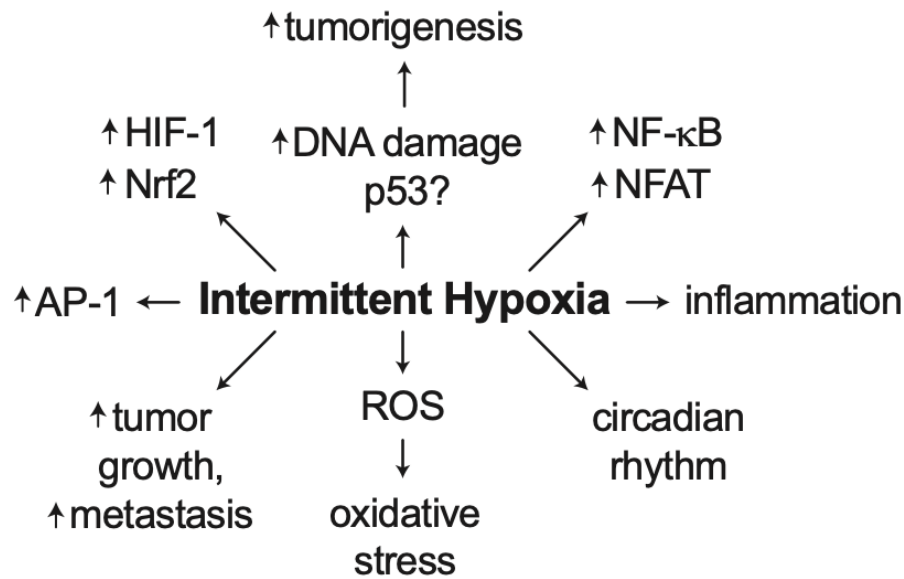 ↑tumorigenesis
↑HIF-1
↑Nrf2
↑DNA damage
p53?
↑NF-κB
↑NFAT
↑AP-1
Intermittent Hypoxia
inflammation
↑tumor
growth,
↑metastasis
ROS
oxidative
stress
circadian
rhythm